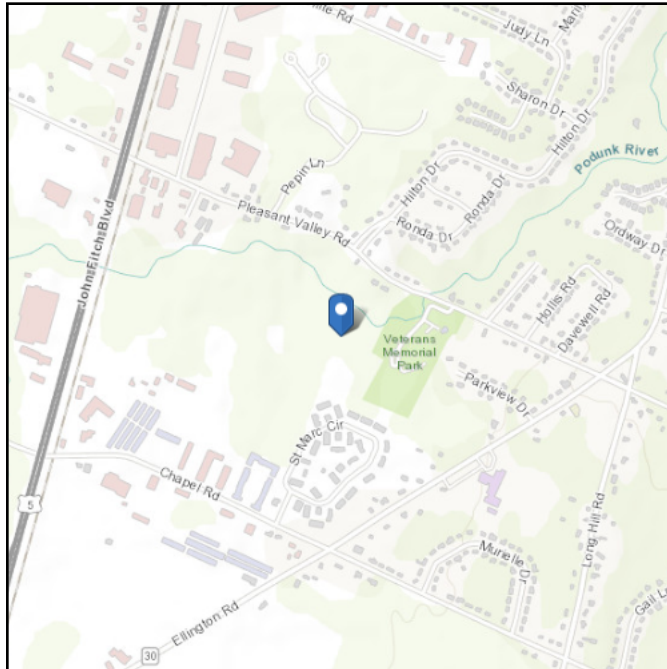 Judy Ln
Sharon Dr
Hilton Dr
Pepin Ln
Hilton Dr
Podunk River
Ronda Dr
Pleasant Valley Rd
Ronda Dr
Ordway Dr
John Fitch Blvd
Hollis Rd
Davewell Rd
Veterans
Memorial
Park
Parkview Dr
St Marc Cir
Chapel Rd
5
Long Hill Rd
Murielle Dr
Ellington Rd
30